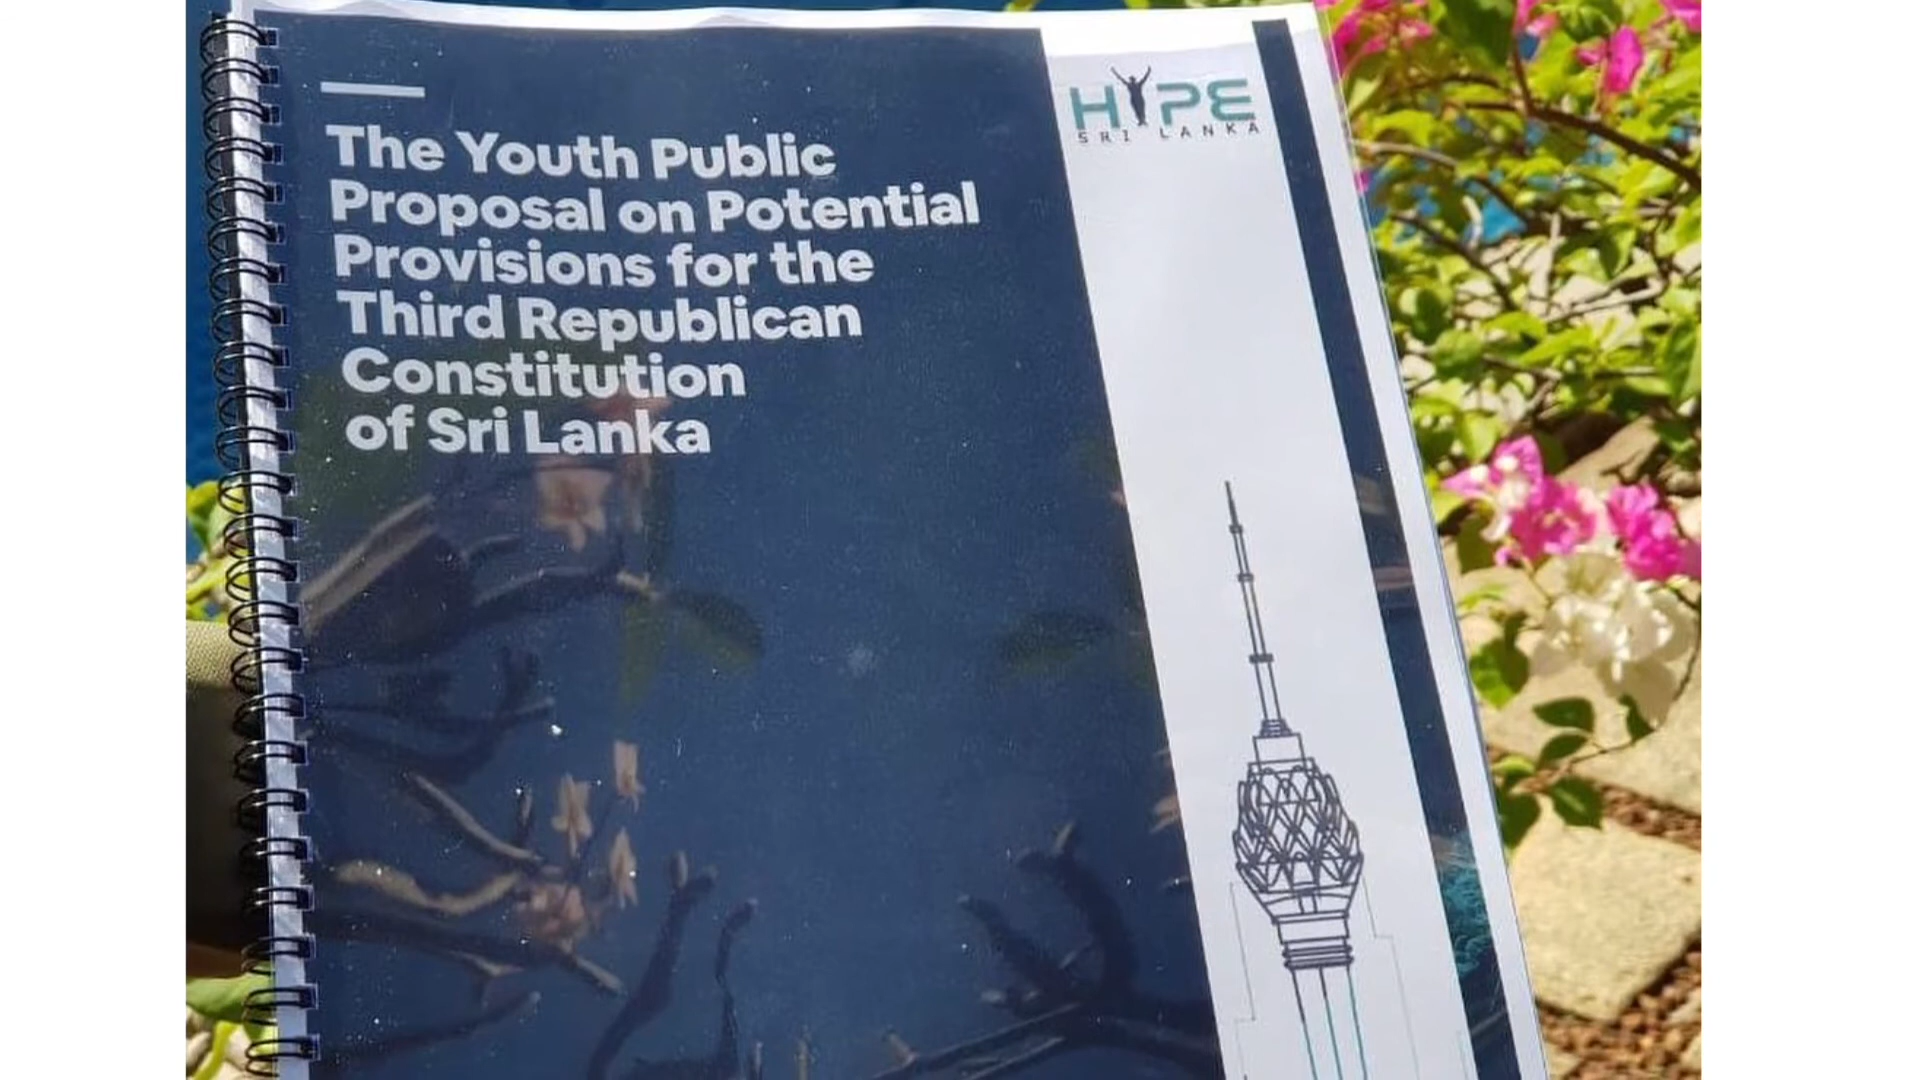 The Youth Public
Proposal on Potential
Provisions for the
Third Republican
Constitution
of Sri Lanka
HYPE
SRI LANKA